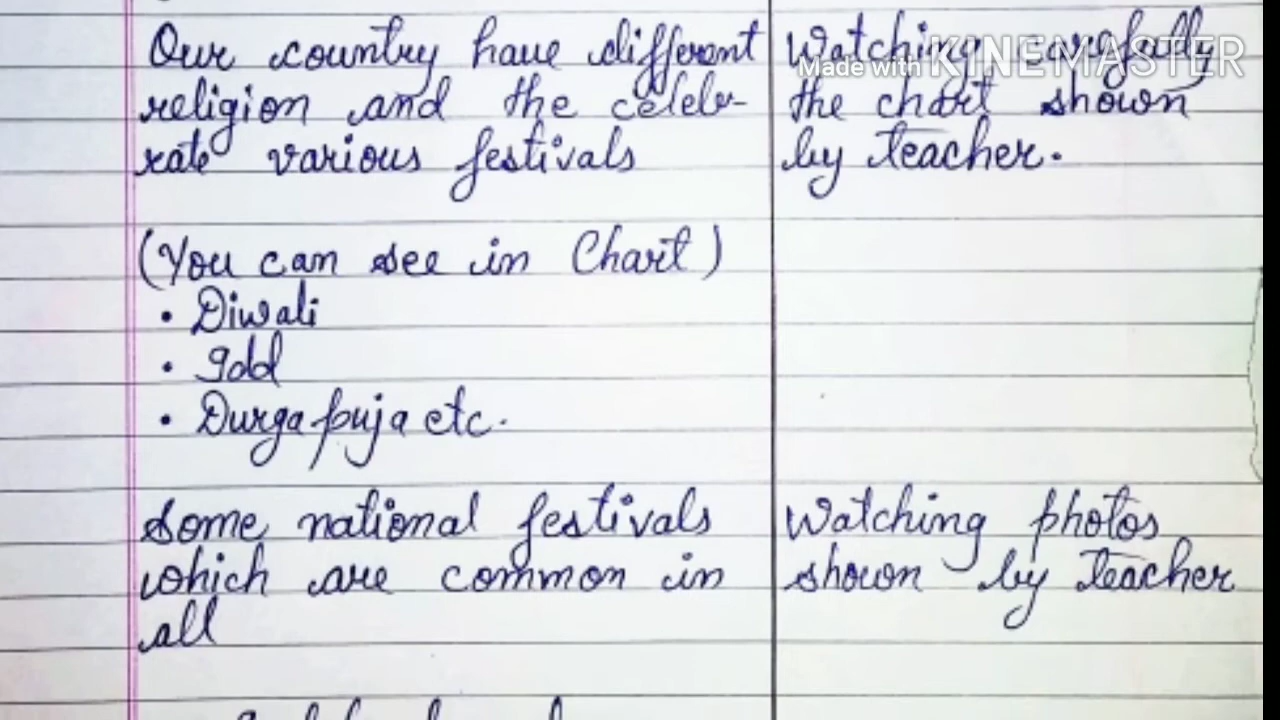 Our country have different
religion and the celeb-
rate various festivals
(You can see in Chart)
• Diwali
•
• Durga puja etc.
Some national festivals
which are common in
all
Watching carefully
the chart shown
by teacher.
Watching photos
shown by teacher
Made with KINEMASTER